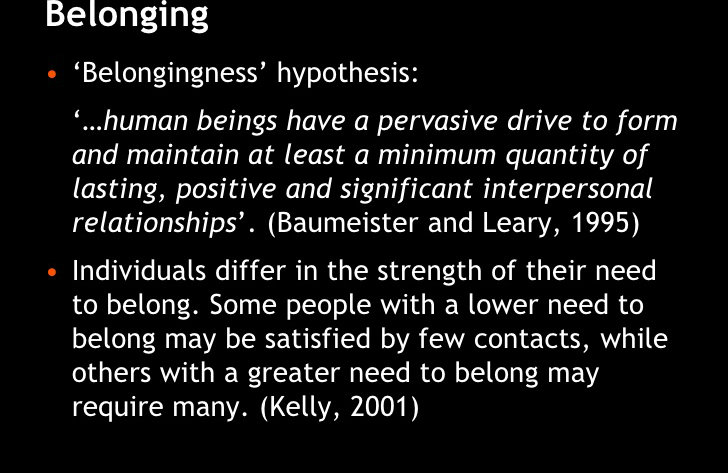 Belonging
• ‘Belongingness’ hypothesis:
‘…human beings have a pervasive drive to form
and maintain at least a minimum quantity of
lasting, positive and significant interpersonal
relationships’. (Baumeister and Leary, 1995)
• Individuals differ in the strength of their need
to belong. Some people with a lower need to
belong may be satisfied by few contacts, while
others with a greater need to belong may
require many. (Kelly, 2001)